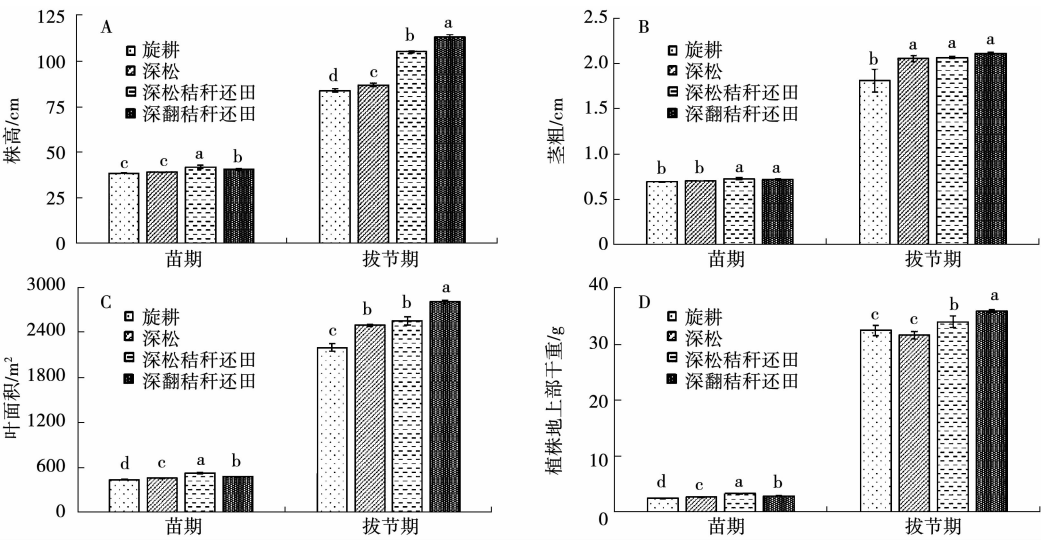 A
株高/cm
125
100
75
50
25
0
旋耕
深松
深松秸秆还田
深翻秸秆还田
c c a b
d c b a
苗期 拔节期
B
茎粗/cm
2.5
2.0
1.5
1.0
0.5
0
旋耕
深松
深松秸秆还田
深翻秸秆还田
b b a a
b a a a
苗期 拔节期
C
叶面积/m²
3000
2400
1800
1200
600
0
旋耕
深松
深松秸秆还田
深翻秸秆还田
d c a b
c b b a
苗期 拔节期
D
植株地上部干重/g
40
30
20
10
0
旋耕
深松
深松秸秆还田
深翻秸秆还田
d c a b
c c b a
苗期 拔节期